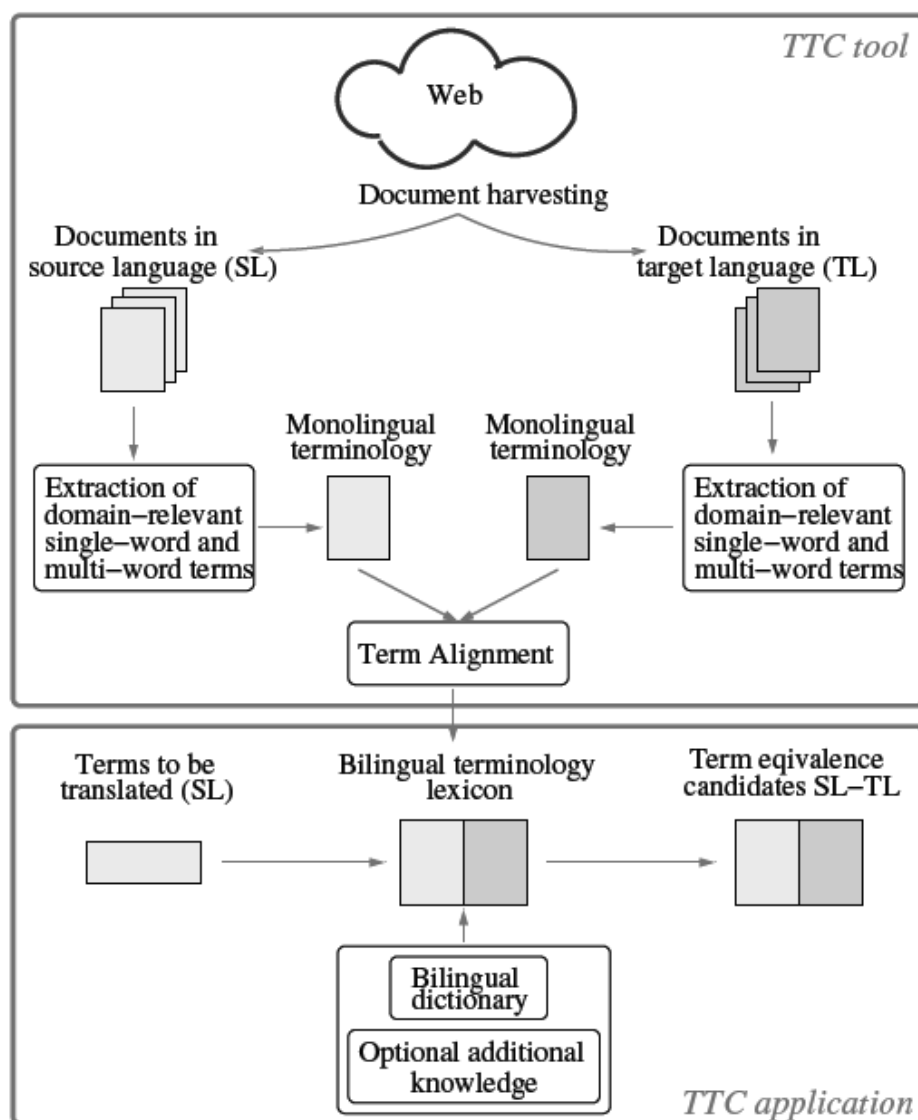 TTC tool
Web
Document harvesting
Documents in
source language (SL)
Documents in
target language (TL)
Monolingual
terminology
Monolingual
terminology
Extraction of
domain–relevant
single–word and
multi–word terms
Extraction of
domain–relevant
single–word and
multi–word terms
Term Alignment
Terms to be
translated (SL)
Bilingual terminology
lexicon
Term eqivalence
candidates SL–TL
Bilingual
dictionary
Optional additional
knowledge
TTC application